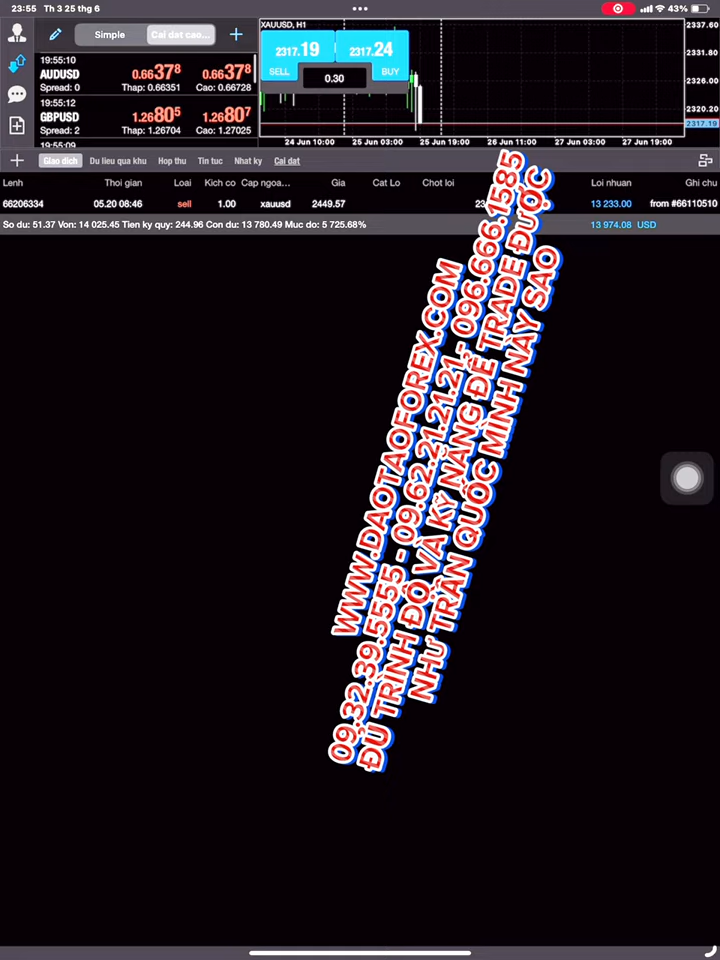 23:55 Th 3 25 thg 6
43%
Simple Cai dat cao...
XAUUSD, H1
2317.19 2317.24
SELL BUY
0.30
2337.60
2331.80
2326.00
2320.20
2317.19
24 Jun 10:00 25 Jun 03:00 25 Jun 19:00 26 Jun 11:00 27 Jun 03:00 27 Jun 19:00
19:55:10
AUDUSD 0.66378 0.66378
Spread: 0 Thap: 0.66351 Cao: 0.66728
19:55:12
GBPUSD 1.26805 1.26807
Spread: 2 Thap: 1.26704 Cao: 1.27025
19:55:09
Giao dich Du lieu qua khu Hop thu Tin tuc Nhat ky Cai dat
Lenh Thoi gian Loai Kich co Cap ngoa... Gia Cat Lo Chot loi Loi nhuan Ghi chu
66206334 05.20 08:46 sell 1.00 xauusd 2449.57 13 233.00 from #66110510
So du: 51.37 Von: 14 025.45 Tien ky quy: 244.96 Con du: 13 780.49 Muc do: 5 725.68% 13 974.08 USD
WWW.DAOTAOFOREX.COM
09.32.39.5555 - 09.62.21.21.21,- 096.666.1585
ĐỦ TRÌNH ĐỘ VÀ KỸ NĂNG ĐỂ TRADE ĐƯỢC
NHƯ TRẦN QUỐC MINH NÀY SAO